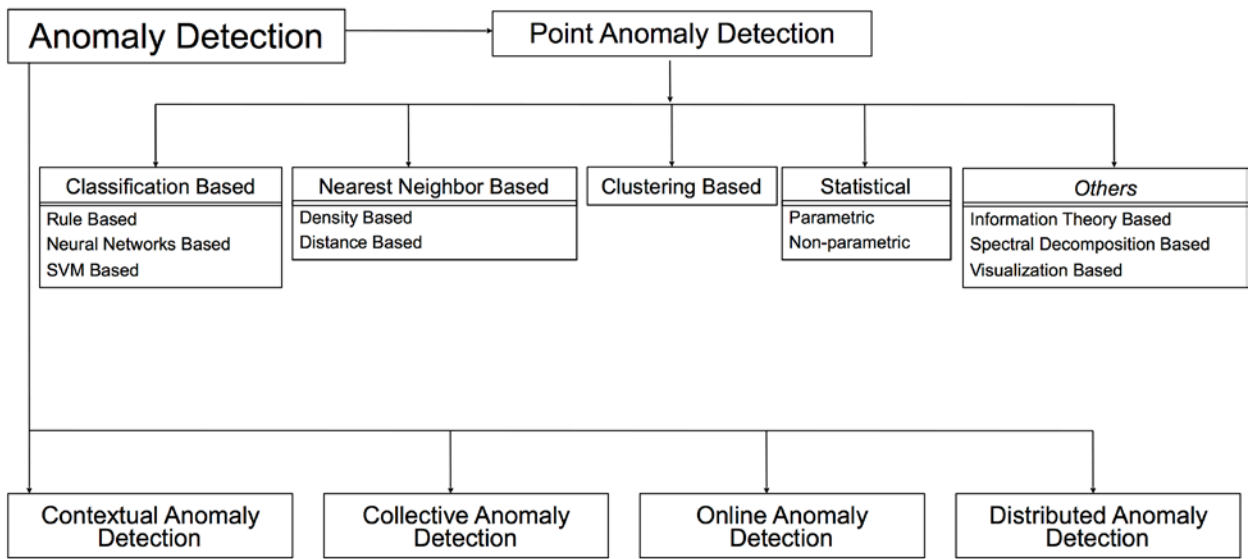 Anomaly Detection
Point Anomaly Detection
Classification Based
Rule Based
Neural Networks Based
SVM Based
Nearest Neighbor Based
Density Based
Distance Based
Clustering Based
Statistical
Parametric
Non-parametric
Others
Information Theory Based
Spectral Decomposition Based
Visualization Based
Contextual Anomaly
Detection
Collective Anomaly
Detection
Online Anomaly
Detection
Distributed Anomaly
Detection